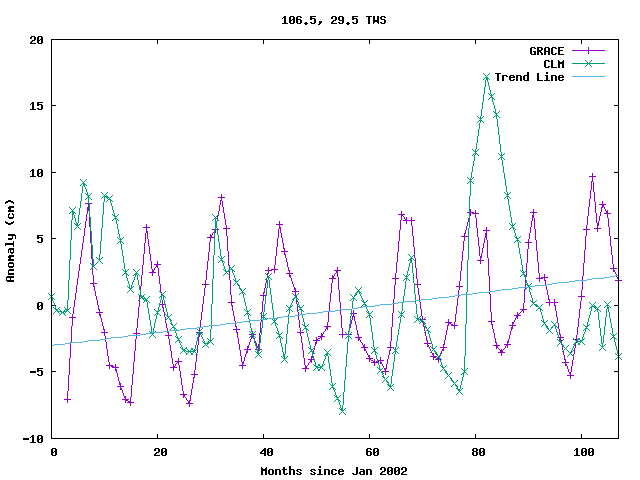 106.5, 29.5 TWS
GRACE
CLM
Trend Line
20
15
10
5
0
-5
-10
Anomaly (cm)
0 20 40 60 80 100
Months since Jan 2002